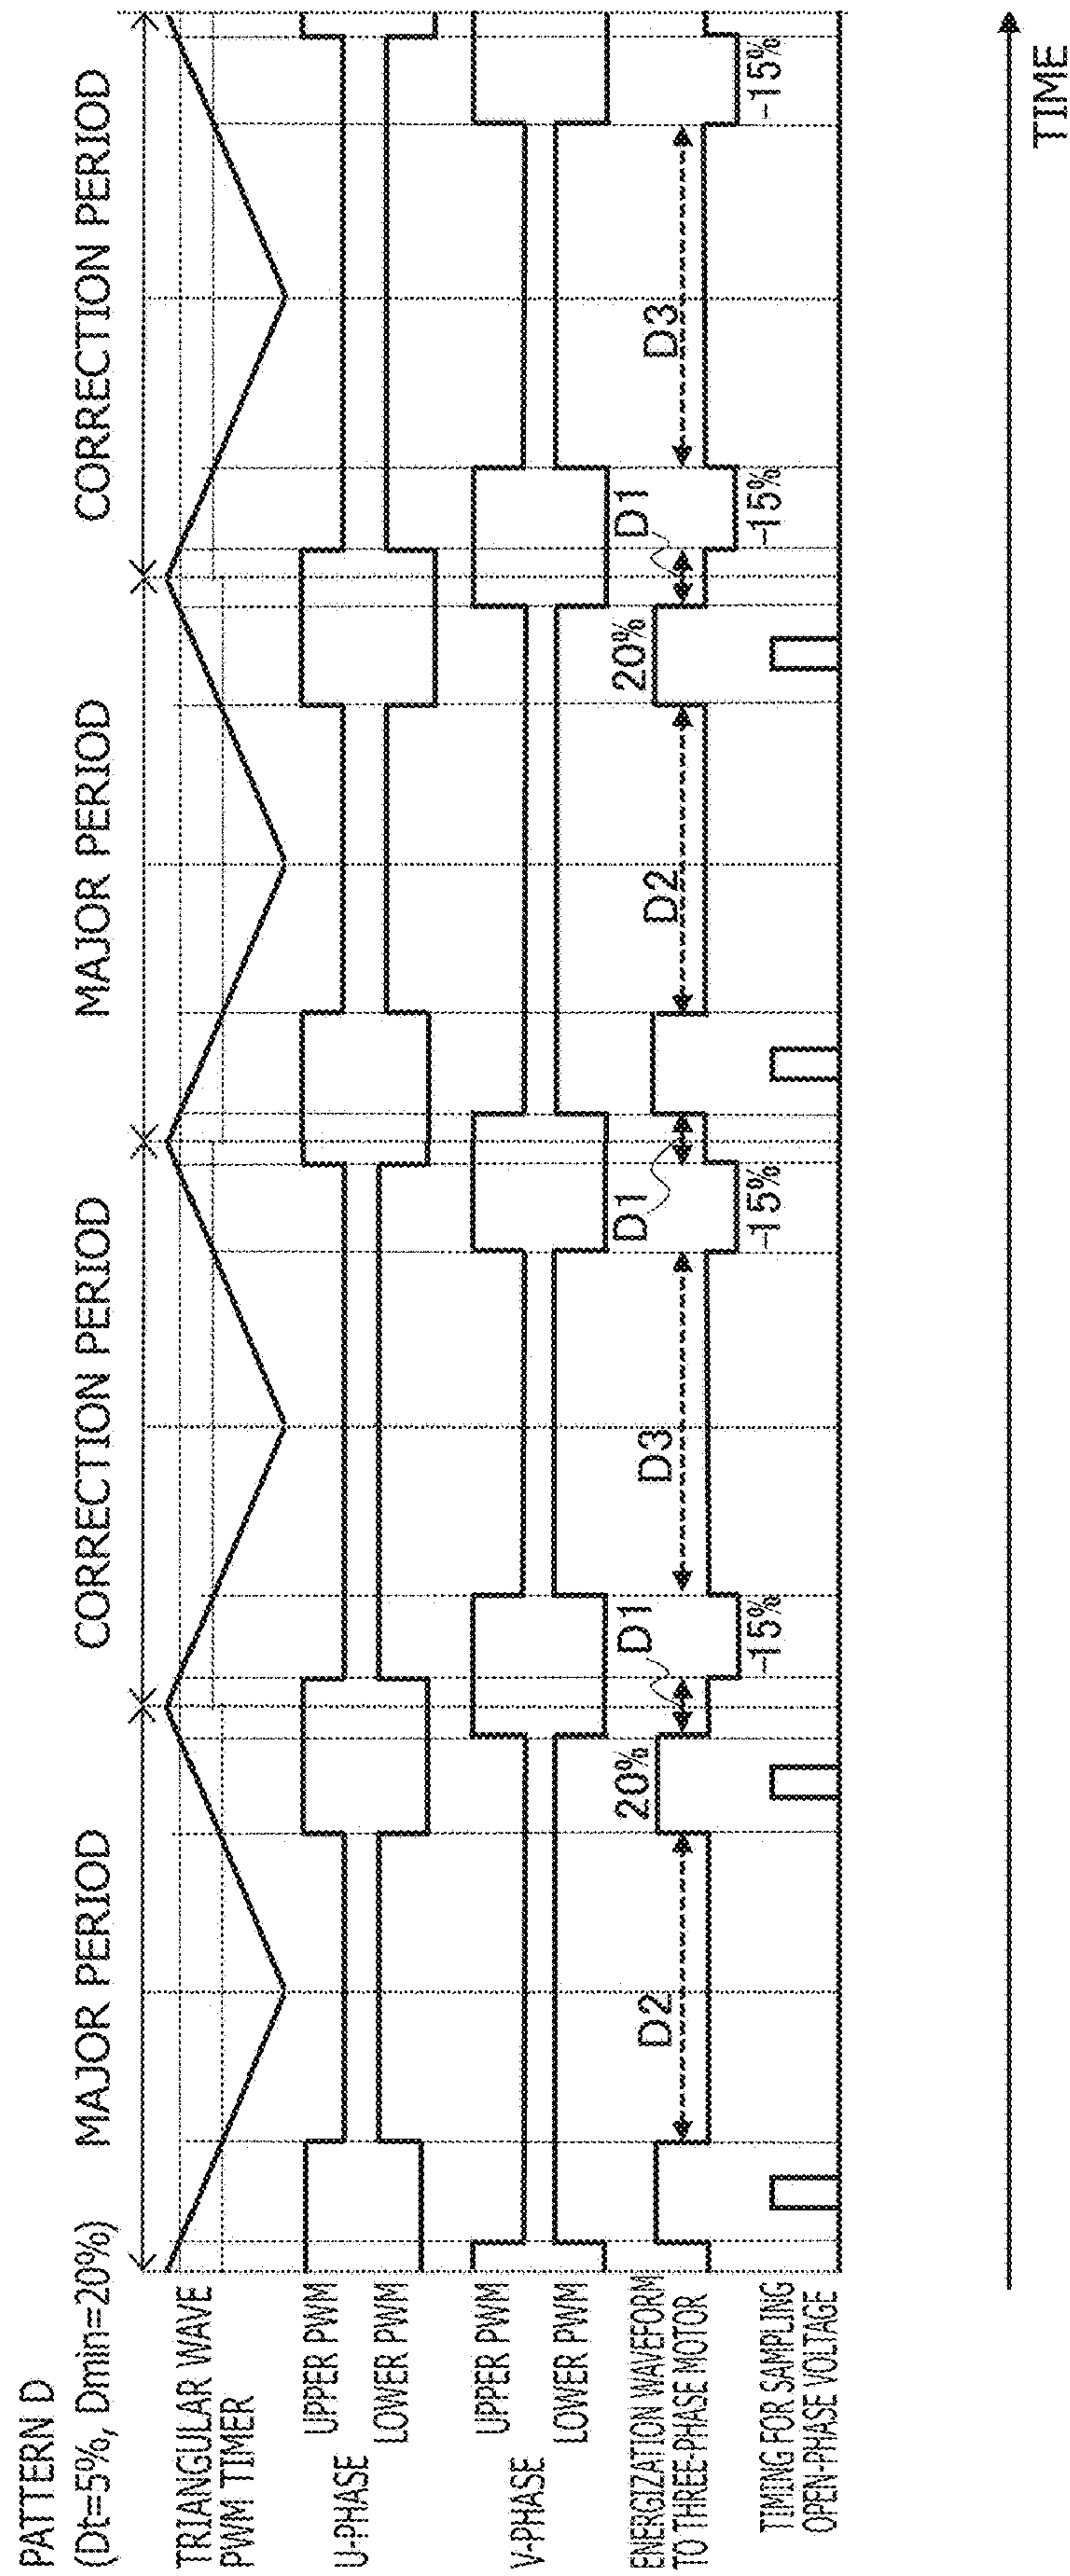 PATTERN D
(Dt=5%, Dmin=20%)
MAJOR PERIOD
CORRECTION PERIOD
MAJOR PERIOD
CORRECTION PERIOD
TRIANGULAR WAVE
PWM TIMER
U-PHASE
UPPER PWM
LOWER PWM
V-PHASE
UPPER PWM
LOWER PWM
ENERGIZATION WAVEFORM
TO THREE-PHASE MOTOR
D2
20%
D1
-15%
D3
D1
-15%
D2
20%
D1
-15%
D3
-15%
TIMING FOR SAMPLING
OPEN-PHASE VOLTAGE
TIME